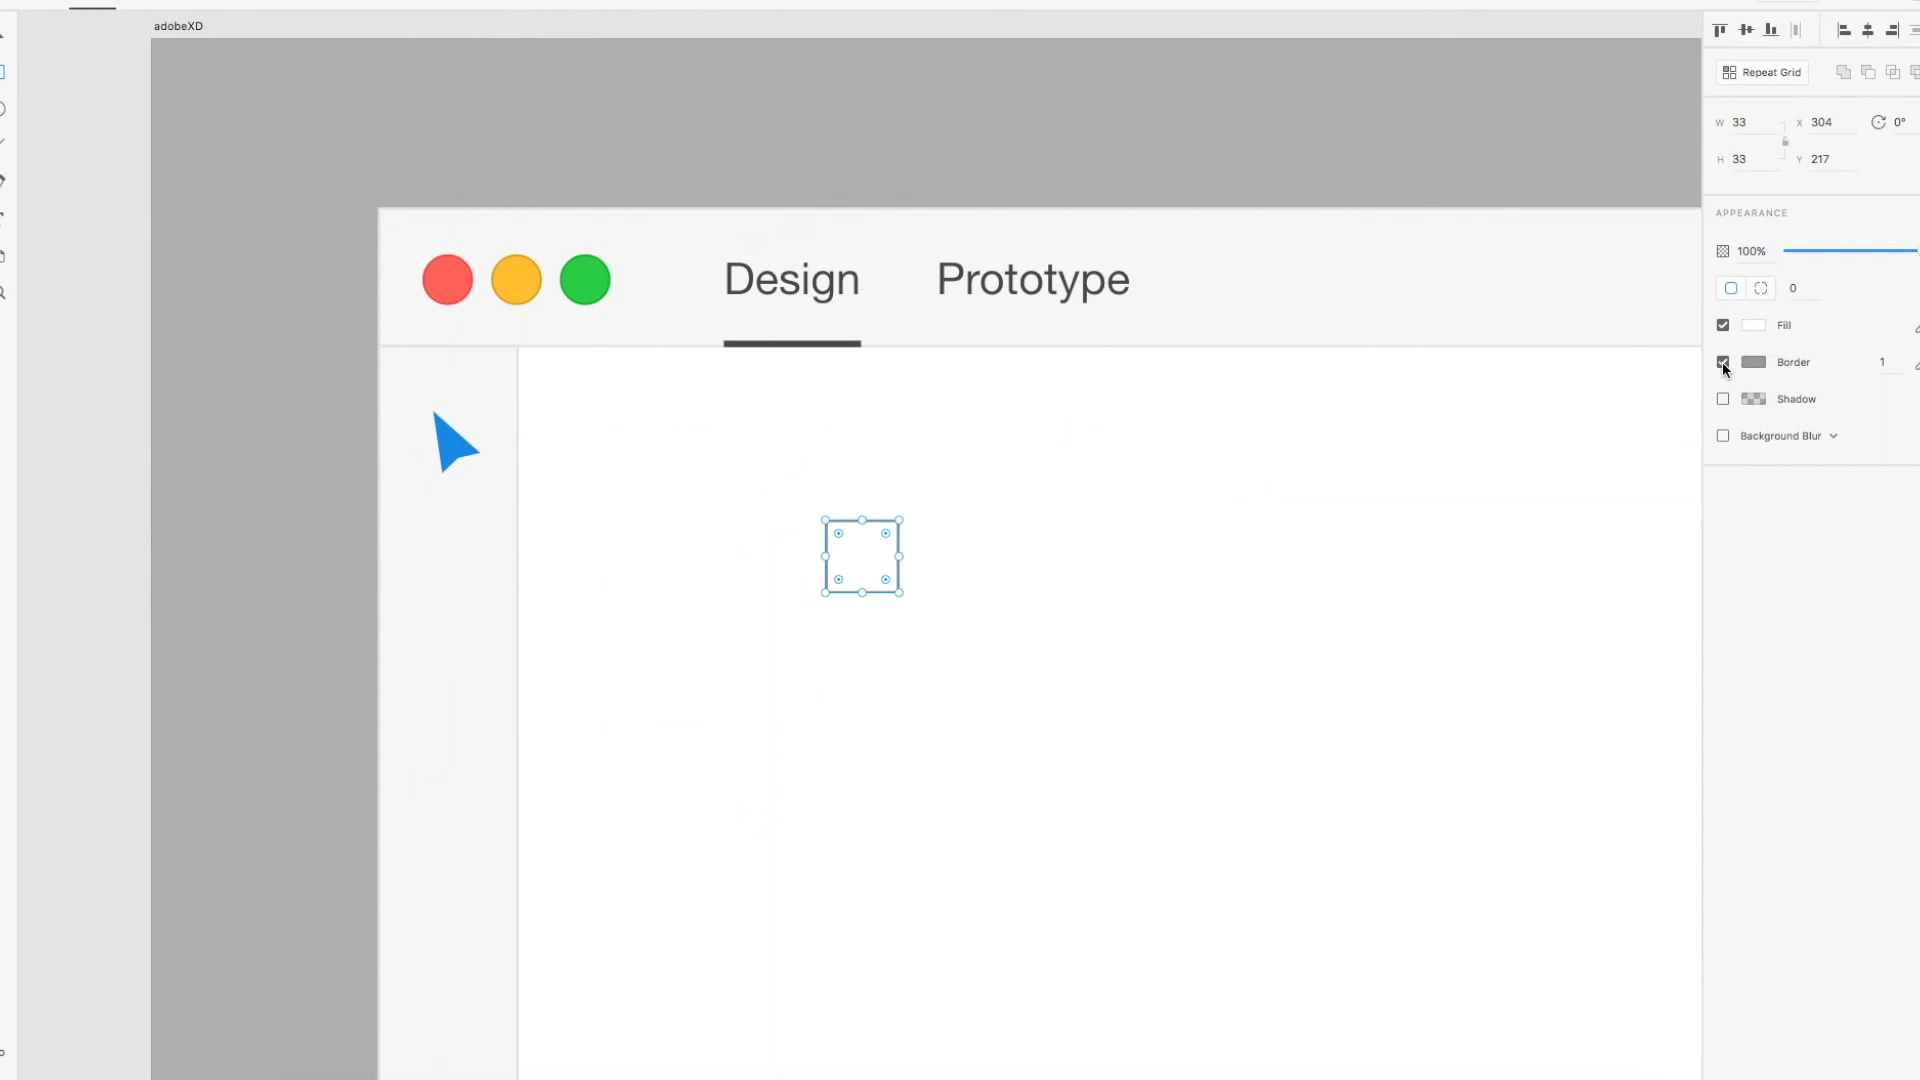 adobeXD
Repeat Grid
W 33 X 304 0°
H 33 Y 217
APPEARANCE
100%
0
Fill
Border 1
Shadow
Background Blur
Design Prototype